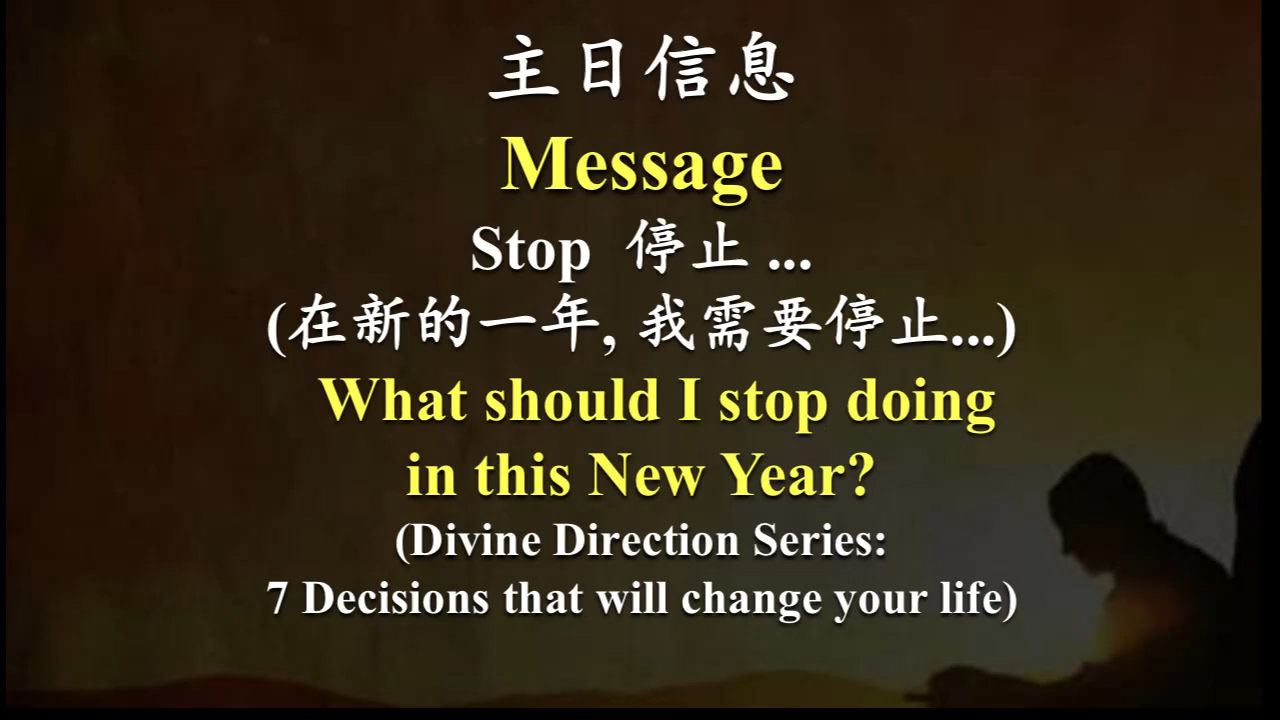 主日信息
Message
Stop 停止 ...
(在新的一年, 我需要停止...)
What should I stop doing
in this New Year?
(Divine Direction Series:
7 Decisions that will change your life)